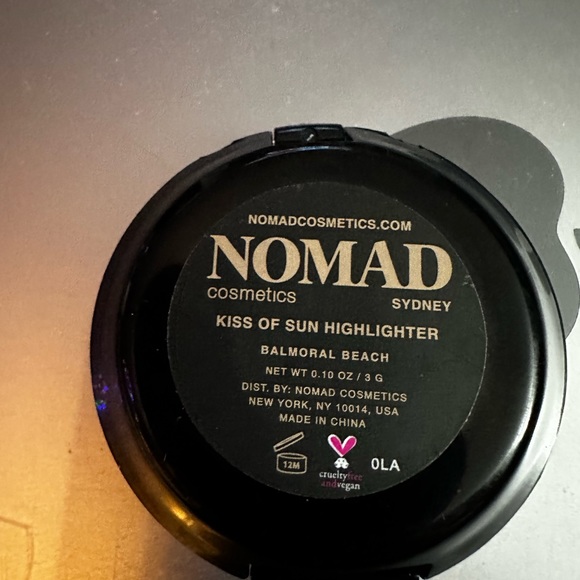 NOMADCOSMETICS.COM
NOMAD
cosmetics
SYDNEY
KISS OF SUN HIGHLIGHTER
BALMORAL BEACH
NET WT 0.10 OZ / 3 G
DIST. BY: NOMAD COSMETICS
NEW YORK, NY 10014, USA
MADE IN CHINA
12M
crueltyfree
andvegan
0LA